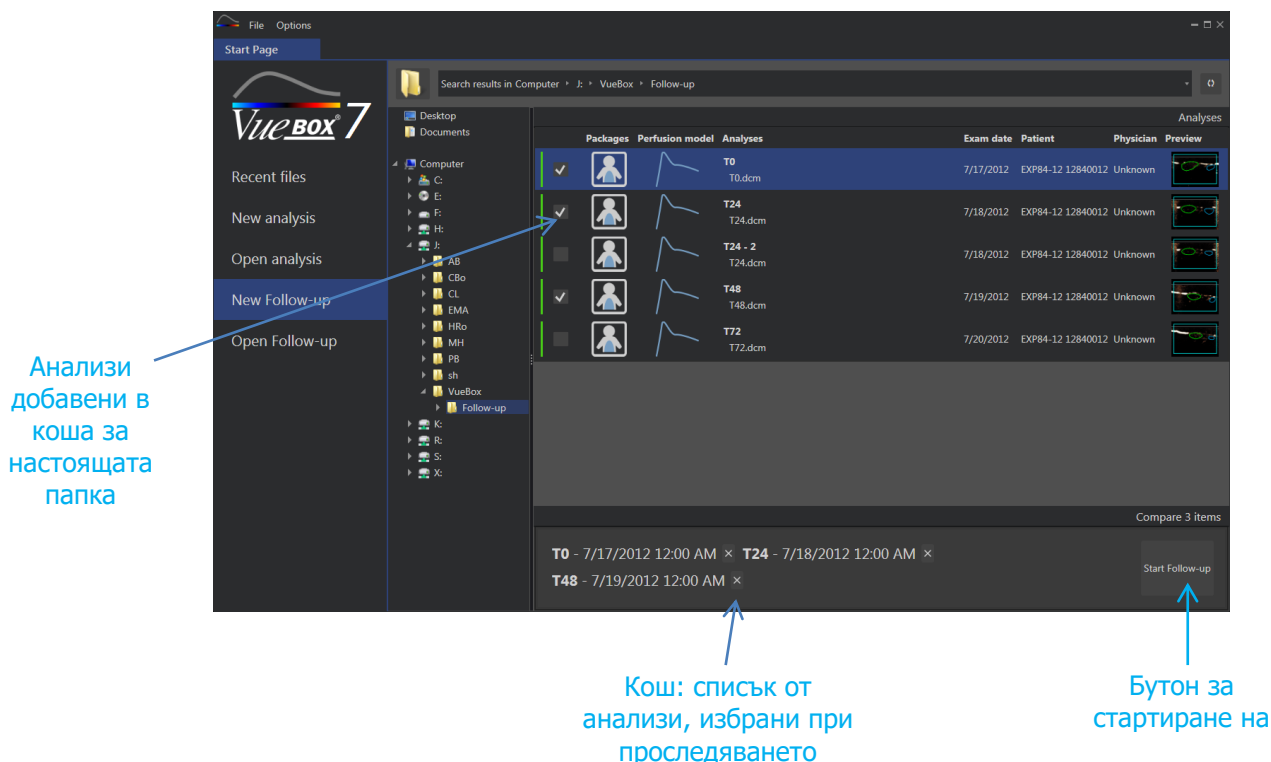 File Options
Start Page
VueBOX® 7
Search results in Computer J: VueBox Follow-up
Recent files
New analysis
Open analysis
New Follow-up
Open Follow-up
Desktop
Documents
Computer
C:
E:
F:
H:
J:
AB
CBo
CL
EMA
HRo
MH
PB
sh
VueBox
Follow-up
K:
R:
S:
X:
Analyses
Packages Perfusion model Analyses Exam date Patient Physician Preview
T0
T0.dcm
7/17/2012 EXP84-12 12840012 Unknown
T24
T24.dcm
7/18/2012 EXP84-12 12840012 Unknown
T24 - 2
T24.dcm
7/18/2012 EXP84-12 12840012 Unknown
T48
T48.dcm
7/19/2012 EXP84-12 12840012 Unknown
T72
T72.dcm
7/20/2012 EXP84-12 12840012 Unknown
Compare 3 items
T0 - 7/17/2012 12:00 AM × T24 - 7/18/2012 12:00 AM ×
T48 - 7/19/2012 12:00 AM ×
Start Follow-up
Анализи
добавени в
коша за
настоящата
папка
Кош: списък от
анализи, избрани при
проследяването
Бутон за
стартиране на